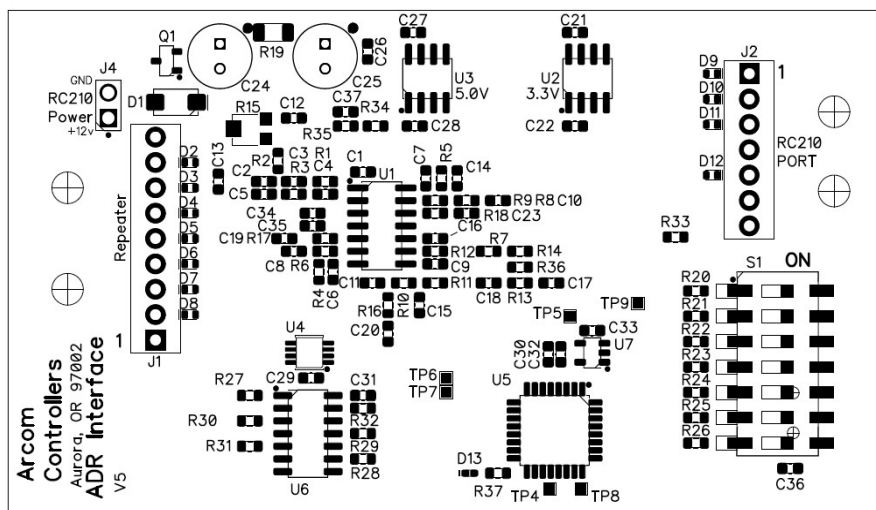 C27
C21
Q1
R19
C26
J2
J4
D9
1
GND
C24
C25
U3
5.0V
U2
3.3V
D10
RC210
D1
R15
C12
C37
R34
D11
Power
+12v
R35
C28
C22
RC210
PORT
D2
C13
R2
C3
R1
C1
C7
R5
C14
D12
C2
R3
C4
U1
D3
C5
R9
R8
C10
D4
C34
R18
C23
Repeater
C35
C16
D5
C19
R17
R12
R7
R14
R33
D6
C8
R6
C9
R36
S1
ON
D7
R4
C6
C11
R10
R11
C18
R13
C17
R20
D8
R16
C15
TP5
TP9
R21
U4
C20
C33
1
J1
C30
C32
U7
R22
R23
C29
TP6
U5
R27
C31
TP7
R24
R30
R32
R25
R31
R29
R26
R28
D13
U6
R37
TP4
TP8
C36
Arcom
Controllers
Aurora, OR 97002
ADR Interface
V5